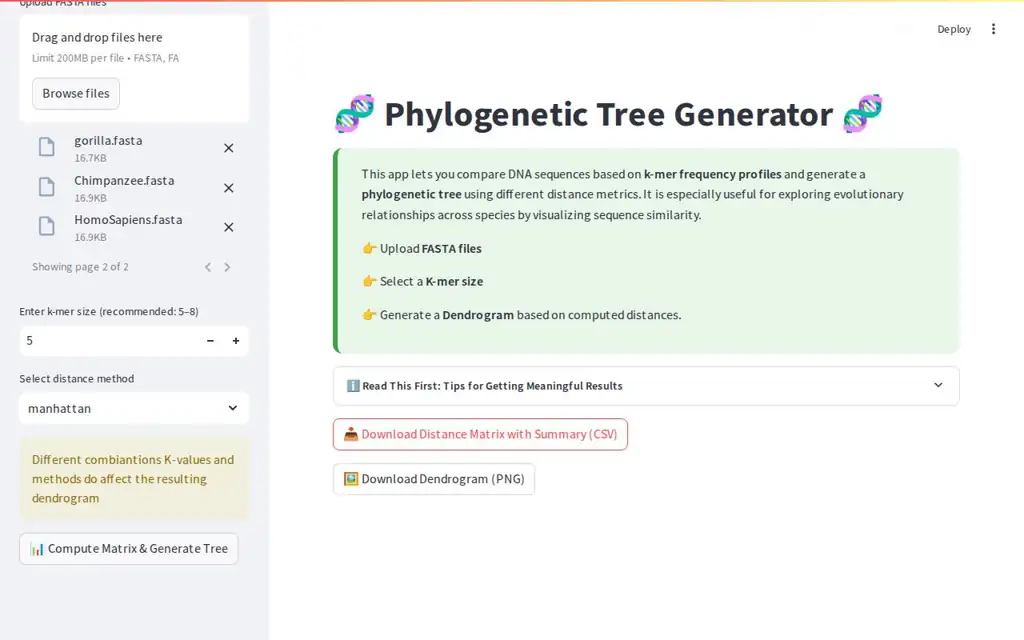 Upload FASTA files
Drag and drop files here
Limit 200MB per file • FASTA, FA
Browse files
gorilla.fasta
16.7KB
Chimpanzee.fasta
16.9KB
HomoSapiens.fasta
16.9KB
Showing page 2 of 2
Enter k-mer size (recommended: 5–8)
5
Select distance method
manhattan
Different combiantions K-values and
methods do affect the resulting
dendrogram
Compute Matrix & Generate Tree
Deploy
Phylogenetic Tree Generator
This app lets you compare DNA sequences based on k-mer frequency profiles and generate a
phylogenetic tree using different distance metrics. It is especially useful for exploring evolutionary
relationships across species by visualizing sequence similarity.
👉 Upload FASTA files
👉 Select a K-mer size
👉 Generate a Dendrogram based on computed distances.
ℹ️ Read This First: Tips for Getting Meaningful Results
Download Distance Matrix with Summary (CSV)
Download Dendrogram (PNG)